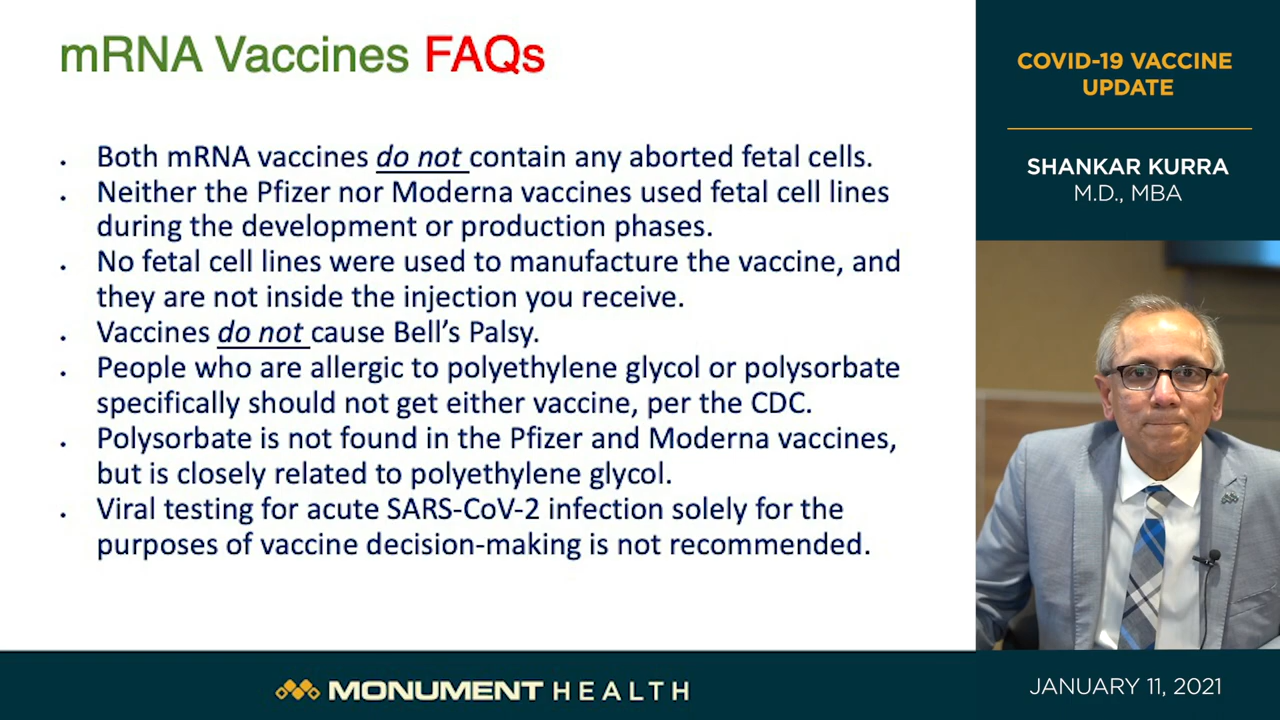 mRNA Vaccines FAQs
• Both mRNA vaccines do not contain any aborted fetal cells.
• Neither the Pfizer nor Moderna vaccines used fetal cell lines
during the development or production phases.
• No fetal cell lines were used to manufacture the vaccine, and
they are not inside the injection you receive.
• Vaccines do not cause Bell’s Palsy.
• People who are allergic to polyethylene glycol or polysorbate
specifically should not get either vaccine, per the CDC.
• Polysorbate is not found in the Pfizer and Moderna vaccines,
but is closely related to polyethylene glycol.
• Viral testing for acute SARS-CoV-2 infection solely for the
purposes of vaccine decision-making is not recommended.
COVID-19 VACCINE
UPDATE
SHANKAR KURRA
M.D., MBA
MONUMENT HEALTH
JANUARY 11, 2021